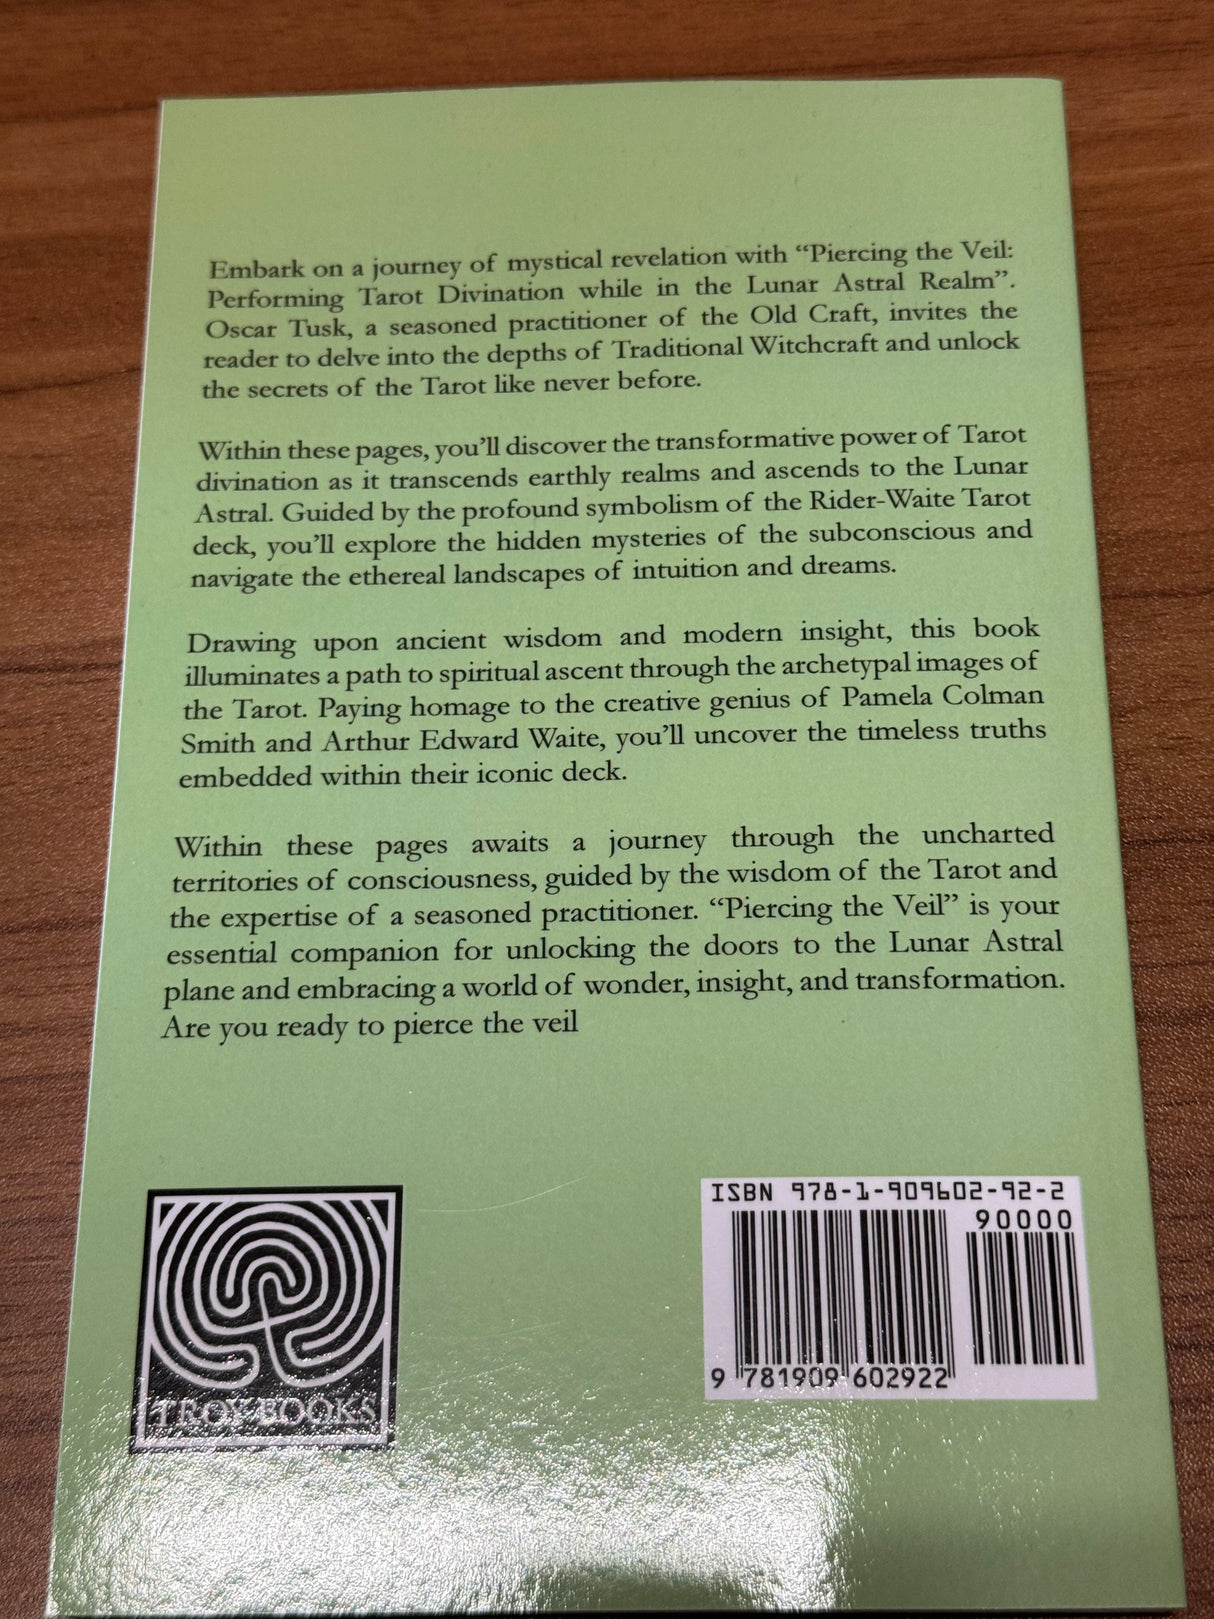 Embark on a journey of mystical revelation with “Piercing the Veil:
Performing Tarot Divination while in the Lunar Astral Realm”.
Oscar Tusk, a seasoned practitioner of the Old Craft, invites the
reader to delve into the depths of Traditional Witchcraft and unlock
the secrets of the Tarot like never before.
Within these pages, you’ll discover the transformative power of Tarot
divination as it transcends earthly realms and ascends to the Lunar
Astral. Guided by the profound symbolism of the Rider-Waite Tarot
deck, you’ll explore the hidden mysteries of the subconscious and
navigate the ethereal landscapes of intuition and dreams.
Drawing upon ancient wisdom and modern insight, this book
illuminates a path to spiritual ascent through the archetypal images of
the Tarot. Paying homage to the creative genius of Pamela Colman
Smith and Arthur Edward Waite, you’ll uncover the timeless truths
embedded within their iconic deck.
Within these pages awaits a journey through the uncharted
territories of consciousness, guided by the wisdom of the Tarot and
the expertise of a seasoned practitioner. “Piercing the Veil” is your
essential companion for unlocking the doors to the Lunar Astral
plane and embracing a world of wonder, insight, and transformation.
Are you ready to pierce the veil
TROY BOOKS
ISBN 978-1-909602-92-2
90000
9 781909 602922